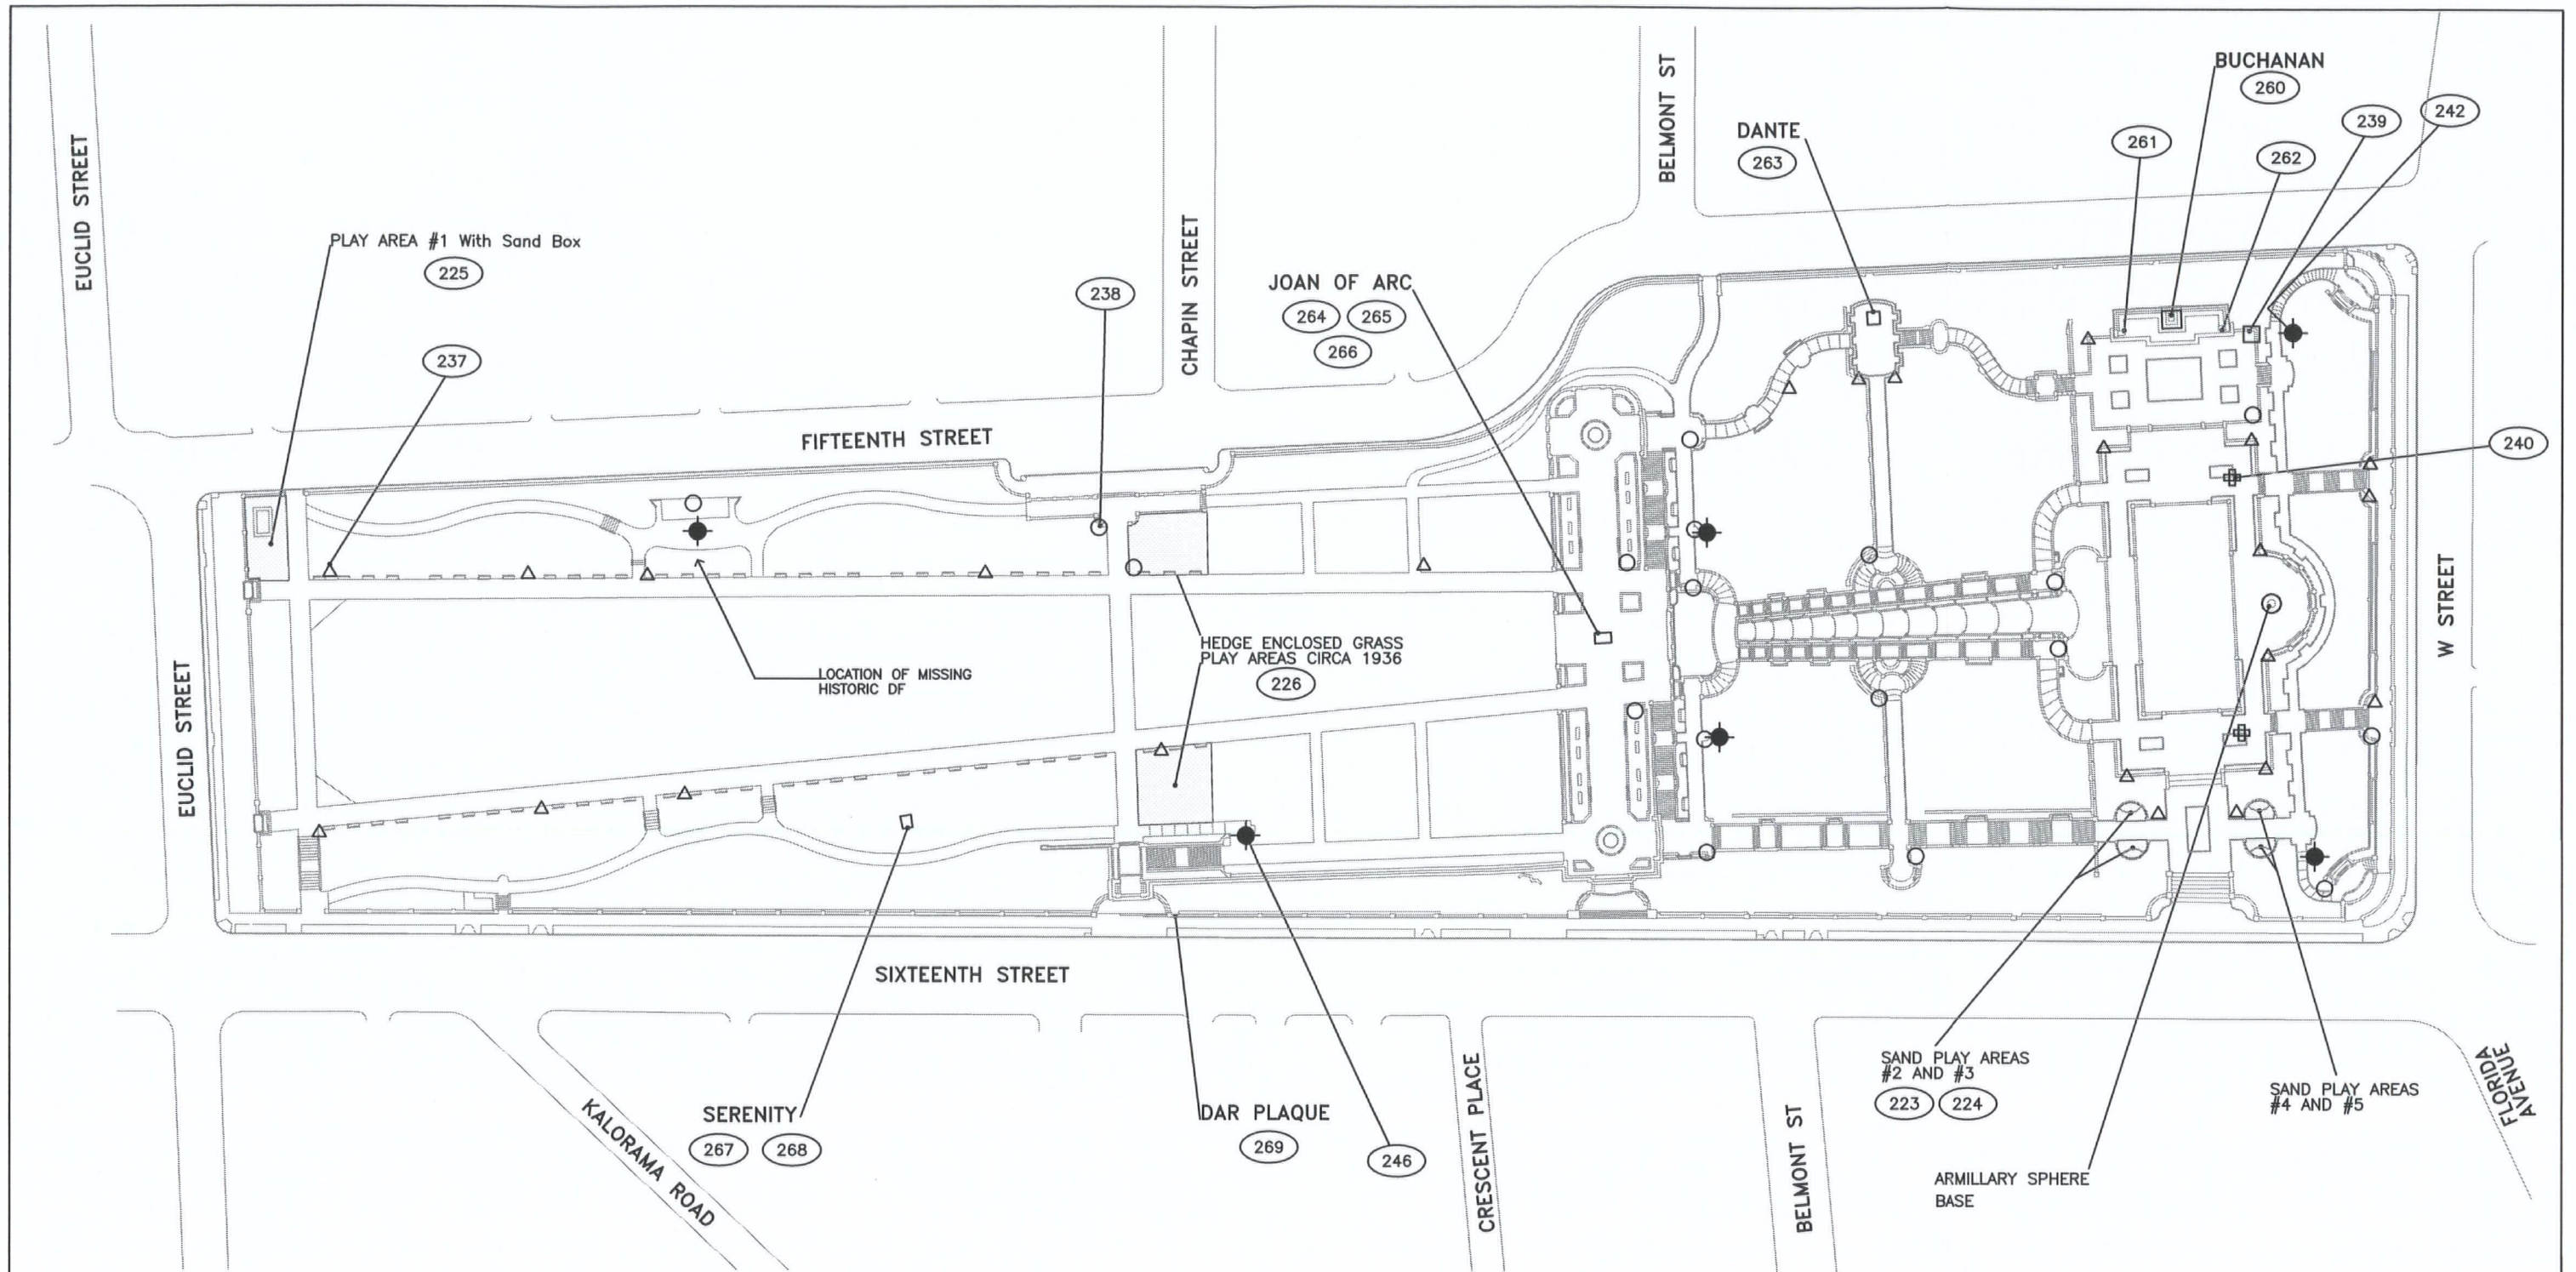 BUCHANAN
260
BELMONT ST
242
239
261
262
DANTE
263
EUCLID STREET
PLAY AREA #1 With Sand Box
225
CHAPIN STREET
238
JOAN OF ARC
264 265
266
237
FIFTEENTH STREET
240
W STREET
HEDGE ENCLOSED GRASS
PLAY AREAS CIRCA 1936
226
LOCATION OF MISSING
HISTORIC DF
EUCLID STREET
SIXTEENTH STREET
SERENITY
267 268
KALORAMA ROAD
DAR PLAQUE
269
246
CRESCENT PLACE
BELMONT ST
SAND PLAY AREAS
#2 AND #3
223 224
SAND PLAY AREAS
#4 AND #5
FLORIDA
AVENUE
ARMILLARY SPHERE
BASE